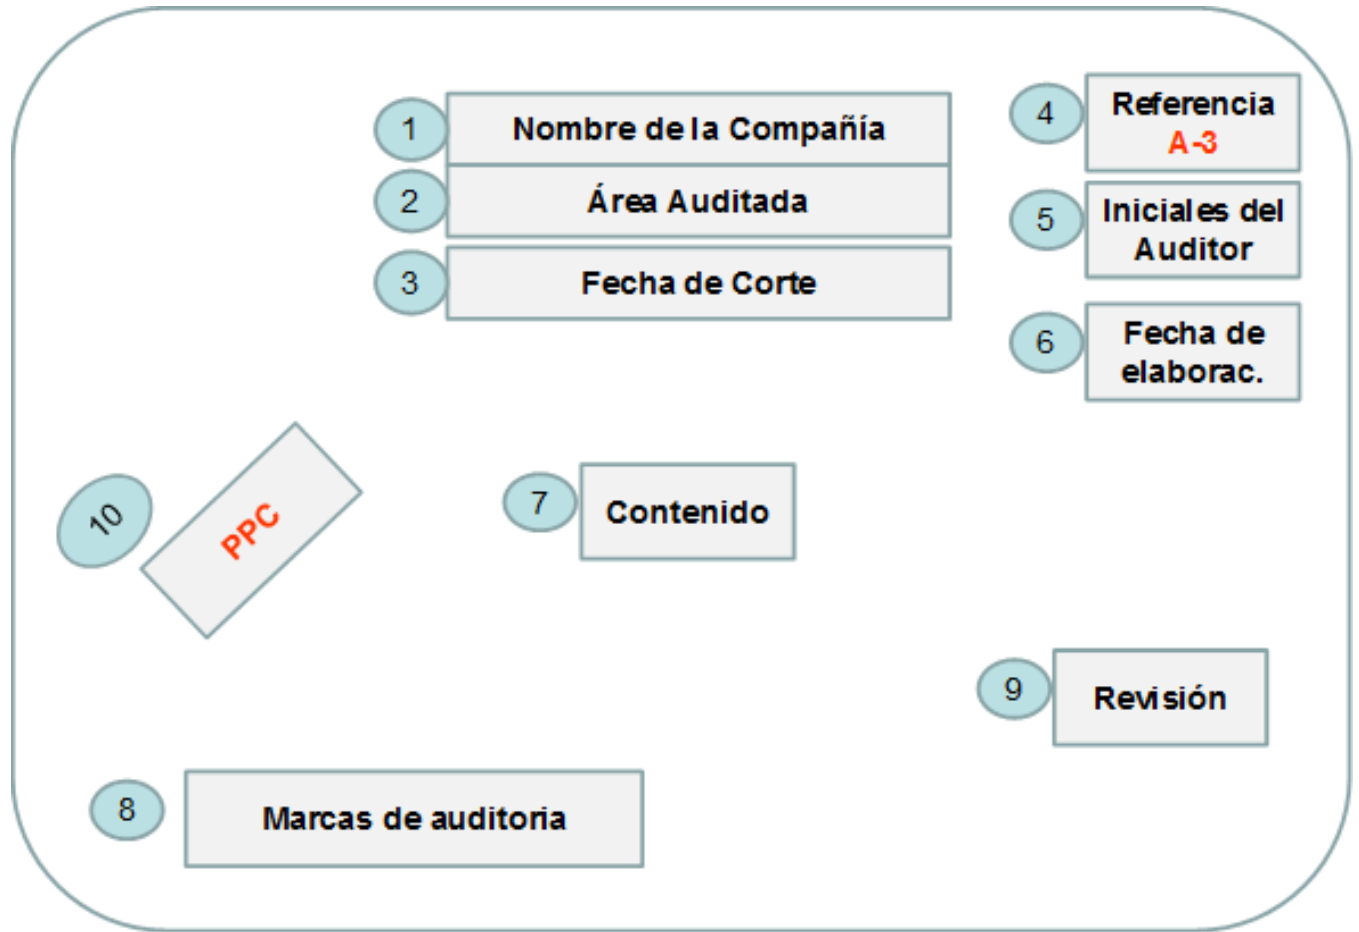 1
Nombre de la Compañía
2
Área Auditada
3
Fecha de Corte
4
Referencia
A-3
5
Iniciales del
Auditor
6
Fecha de
elaborac.
10
PPC
7
Contenido
9
Revisión
8
Marcas de auditoria